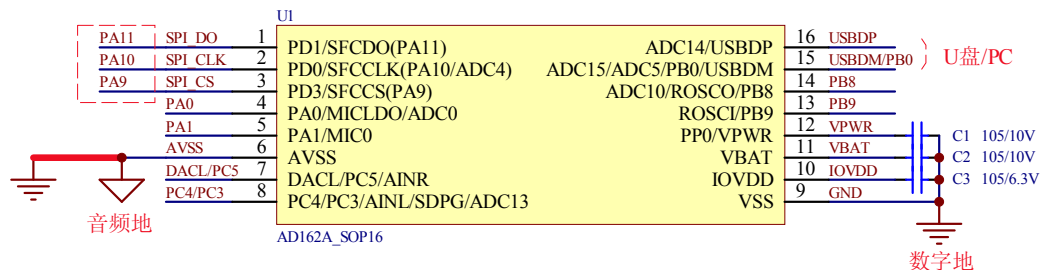 U1
PA11 SPI_DO 1 PD1/SFCDO(PA11) ADC14/USBDP 16 USBDP
PA10 SPI_CLK 2 PD0/SFCCLK(PA10/ADC4) ADC15/ADC5/PB0/USBDM 15 USBDM/PB0 U盘/PC
PA9 SPI_CS 3 PD3/SFCCS(PA9) ADC10/ROSCO/PB8 14 PB8
PA0 4 PA0/MICLDO/ADC0 ROSCI/PB9 13 PB9
PA1 5 PA1/MIC0 PP0/VPWR 12 VPWR C1 105/10V
AVSS 6 AVSS VBAT 11 VBAT C2 105/10V
DACL/PC5 7 DACL/PC5/AINR IOVDD 10 IOVDD C3 105/6.3V
PC4/PC3 8 PC4/PC3/AINL/SDPG/ADC13 VSS 9 GND
音频地
AD162A_SOP16
数字地